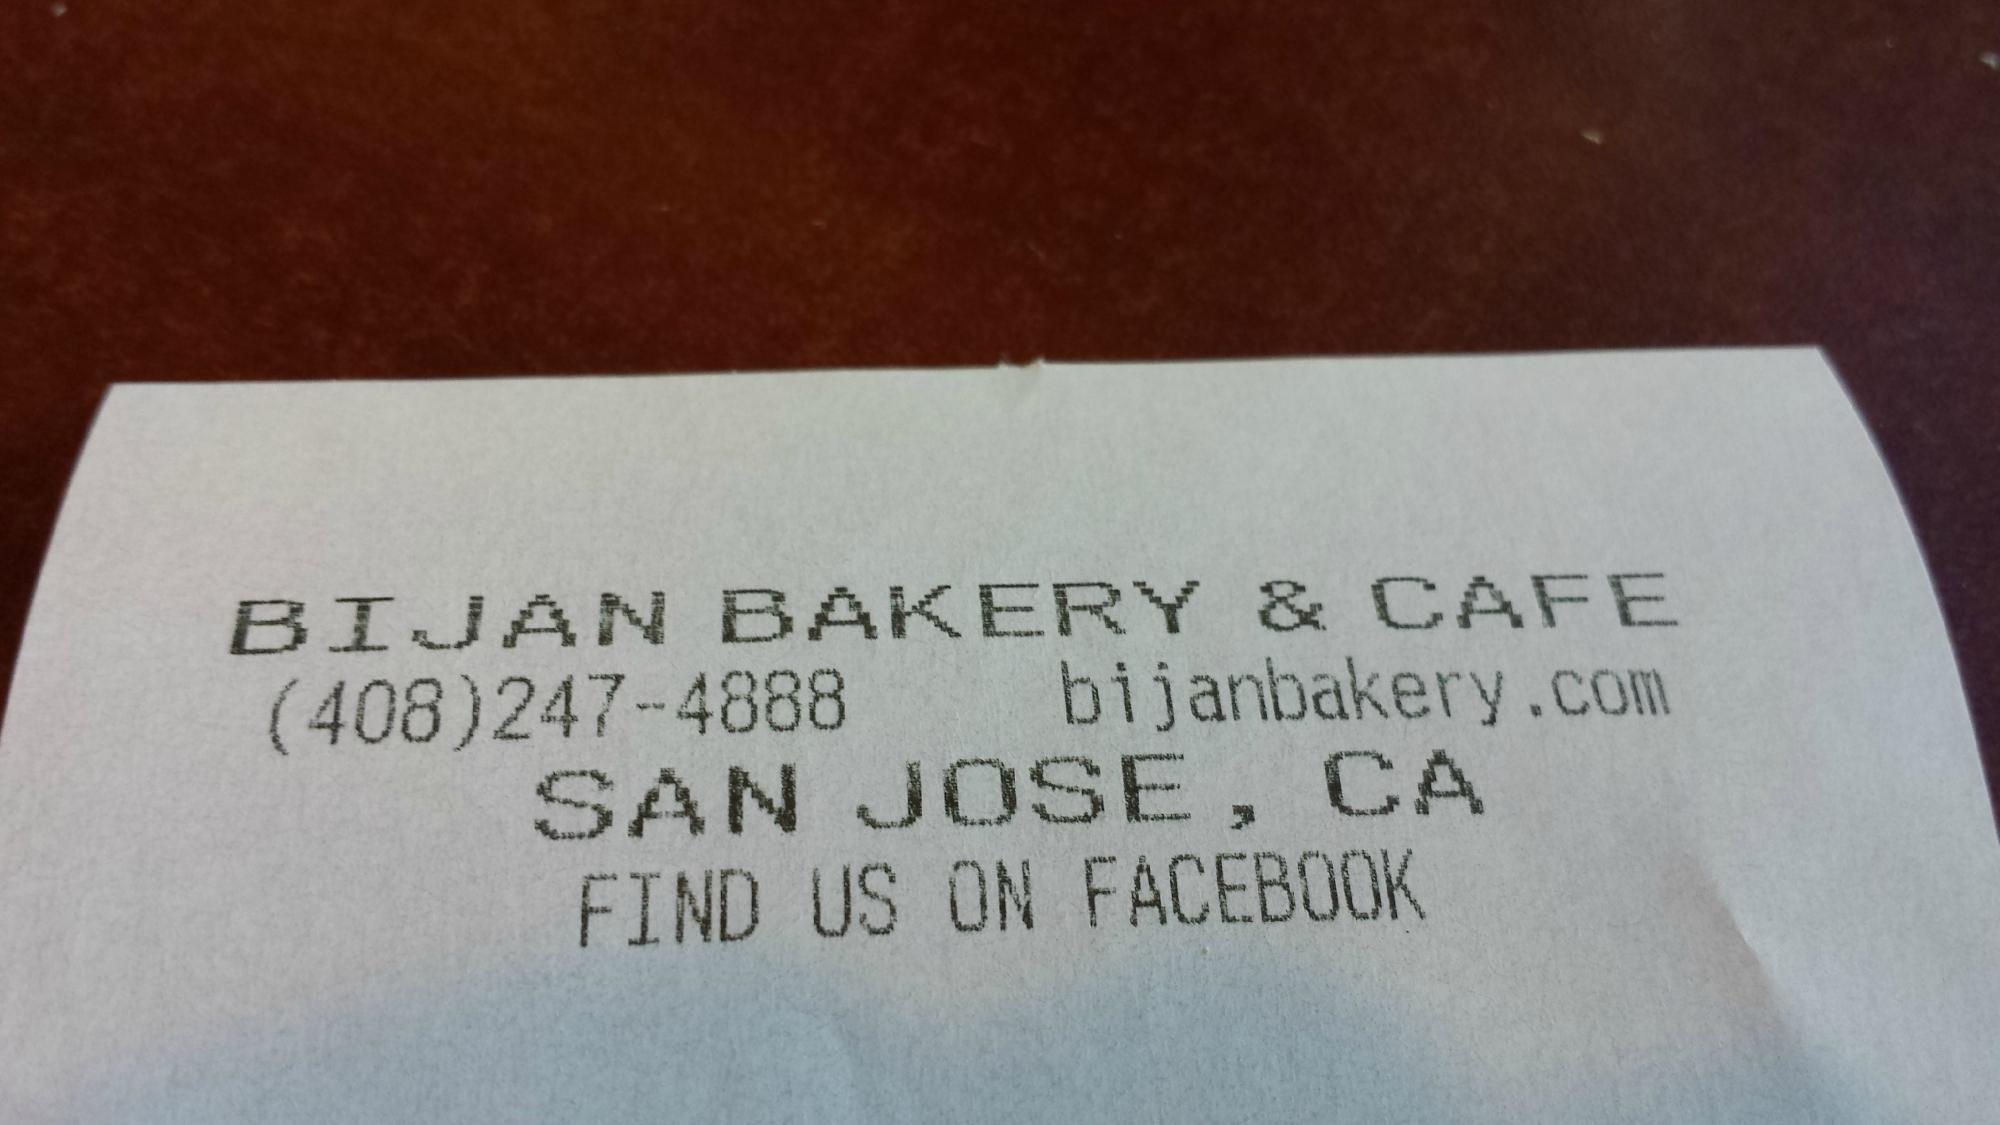 BIJAN BAKERY & CAFE
(408)247-4888 bijanbakery.com
SAN JOSE, CA
FIND US ON FACEBOOK